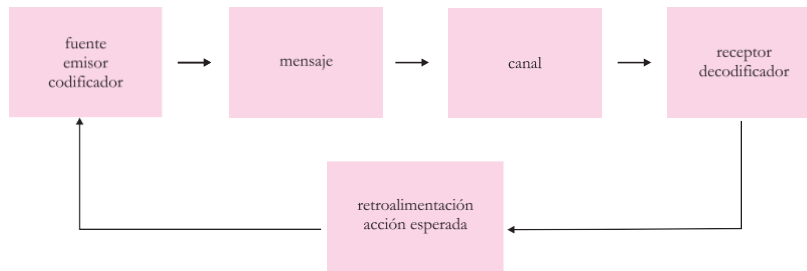 fuente
emisor
codificador
mensaje
canal
receptor
decodificador
retroalimentación
acción esperada